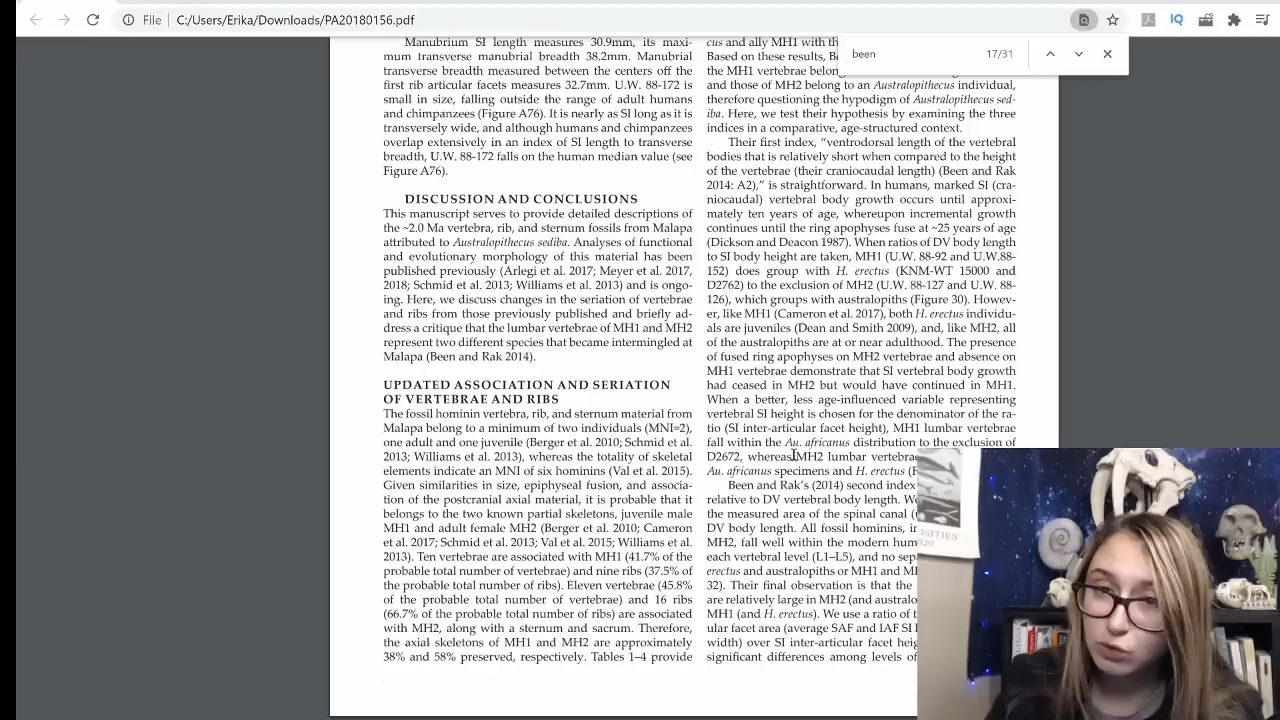 File
C:/Users/Erika/Downloads/PA20180156.pdf
been
17/31
Manubrium SI length measures 30.9mm, its maxi-
mum transverse manubrial breadth 38.2mm. Manubrial
transverse breadth measured between the centers off the
first rib articular facets measures 32.7mm. U.W. 88-172 is
small in size, falling outside the range of adult humans
and chimpanzees (Figure A76). It is nearly as SI long as it is
transversely wide, and although humans and chimpanzees
overlap extensively in an index of SI length to transverse
breadth, U.W. 88-172 falls on the human median value (see
Figure A76).
DISCUSSION AND CONCLUSIONS
This manuscript serves to provide detailed descriptions of
the ~2.0 Ma vertebra, rib, and sternum fossils from Malapa
attributed to Australopithecus sediba. Analyses of functional
and evolutionary morphology of this material has been
published previously (Arlegi et al. 2017; Meyer et al. 2017,
2018; Schmid et al. 2013; Williams et al. 2013) and is ongo-
ing. Here, we discuss changes in the seriation of vertebrae
and ribs from those previously published and briefly ad-
dress a critique that the lumbar vertebrae of MH1 and MH2
represent two different species that became intermingled at
Malapa (Been and Rak 2014).
UPDATED ASSOCIATION AND SERIATION
OF VERTEBRAE AND RIBS
The fossil hominin vertebra, rib, and sternum material from
Malapa belong to a minimum of two individuals (MNI=2),
one adult and one juvenile (Berger et al. 2010; Schmid et al.
2013; Williams et al. 2013), whereas the totality of skeletal
elements indicate an MNI of six hominins (Val et al. 2015).
Given similarities in size, epiphyseal fusion, and associa-
tion of the postcranial axial material, it is probable that it
belongs to the two known partial skeletons, juvenile male
MH1 and adult female MH2 (Berger et al. 2010; Cameron
et al. 2017; Schmid et al. 2013; Val et al. 2015; Williams et al.
2013). Ten vertebrae are associated with MH1 (41.7% of the
probable total number of vertebrae) and nine ribs (37.5% of
the probable total number of ribs). Eleven vertebrae (45.8%
of the probable total number of vertebrae) and 16 ribs
(66.7% of the probable total number of ribs) are associated
with MH2, along with a sternum and sacrum. Therefore,
the axial skeletons of MH1 and MH2 are approximately
38% and 58% preserved, respectively. Tables 1–4 provide
cus and ally MH1 with th
Based on these results, Be
the MH1 vertebrae belong
and those of MH2 belong to an Australopithecus individual,
therefore questioning the hypodigm of Australopithecus sed-
iba. Here, we test their hypothesis by examining the three
indices in a comparative, age-structured context.
Their first index, “ventrodorsal length of the vertebral
bodies that is relatively short when compared to the height
of the vertebrae (their craniocaudal length) (Been and Rak
2014: A2),” is straightforward. In humans, marked SI (cra-
niocaudal) vertebral body growth occurs until approxi-
mately ten years of age, whereupon incremental growth
continues until the ring apophyses fuse at ~25 years of age
(Dickson and Deacon 1987). When ratios of DV body length
to SI body height are taken, MH1 (U.W. 88-92 and U.W.88-
152) does group with H. erectus (KNM-WT 15000 and
D2762) to the exclusion of MH2 (U.W. 88-127 and U.W. 88-
126), which groups with australopiths (Figure 30). Howev-
er, like MH1 (Cameron et al. 2017), both H. erectus individu-
als are juveniles (Dean and Smith 2009), and, like MH2, all
of the australopiths are at or near adulthood. The presence
of fused ring apophyses on MH2 vertebrae and absence on
MH1 vertebrae demonstrate that SI vertebral body growth
had ceased in MH2 but would have continued in MH1.
When a better, less age-influenced variable representing
vertebral SI height is chosen for the denominator of the ra-
tio (SI inter-articular facet height), MH1 lumbar vertebrae
fall within the Au. africanus distribution to the exclusion of
D2672, whereas MH2 lumbar vertebrae
Au. africanus specimens and H. erectus (F
Been and Rak’s (2014) second index
relative to DV vertebral body length. We
the measured area of the spinal canal (
DV body length. All fossil hominins, in
MH2, fall well within the modern hum
each vertebral level (L1–L5), and no sep
erectus and australopiths or MH1 and MH
32). Their final observation is that the
are relatively large in MH2 (and australo
MH1 (and H. erectus). We use a ratio of t
ular facet area (average SAF and IAF SI h
width) over SI inter-articular facet heig
significant differences among levels of